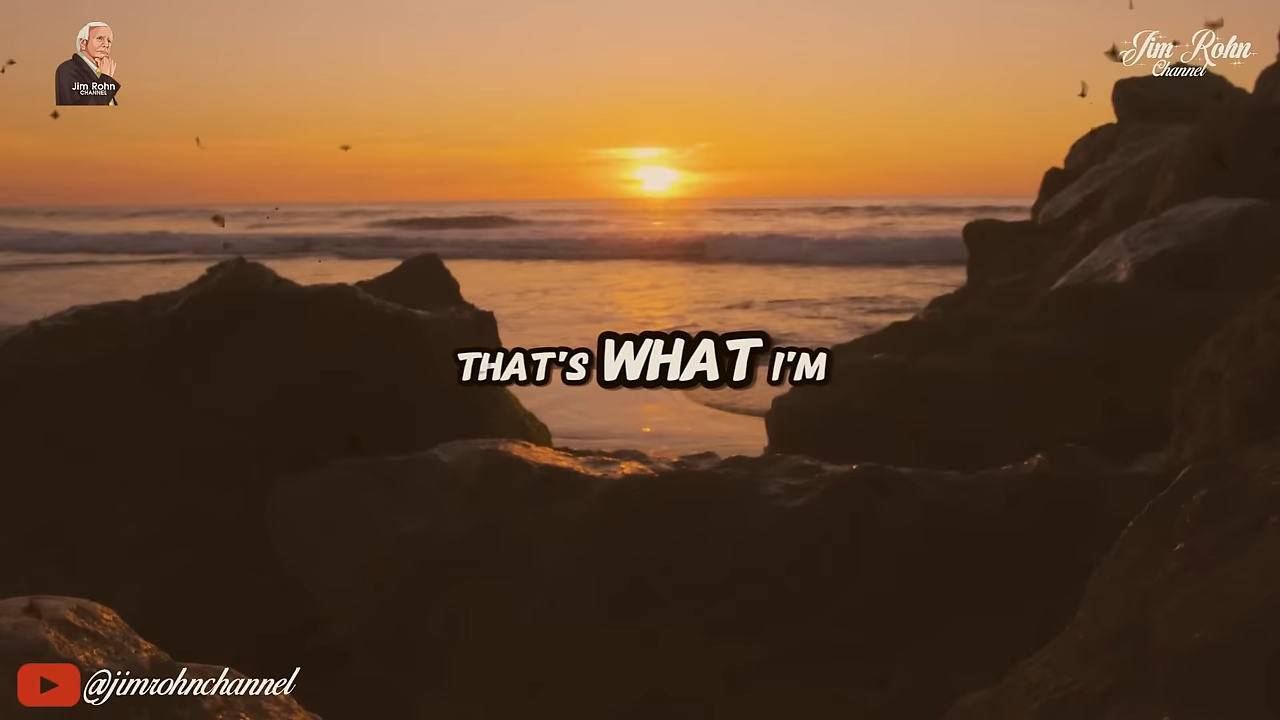 Jim Rohn
CHANNEL
Jim Rohn
Channel
THAT'S WHAT I'M
@jimrohnchannel